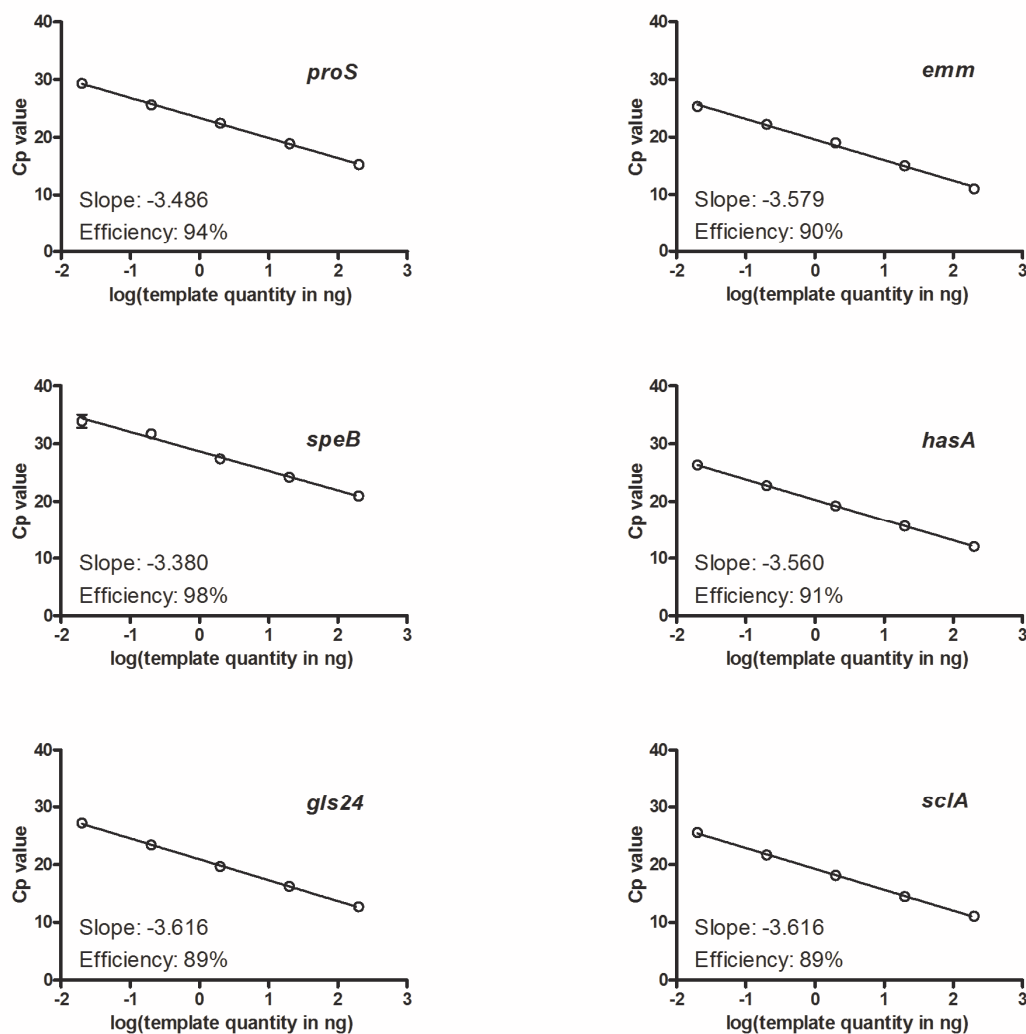 40
30
20
10
0
Cp value
proS
Slope: -3.486
Efficiency: 94%
-2 -1 0 1 2 3
log(template quantity in ng)
40
30
20
10
0
Cp value
emm
Slope: -3.579
Efficiency: 90%
-2 -1 0 1 2 3
log(template quantity in ng)
40
30
20
10
0
Cp value
speB
Slope: -3.380
Efficiency: 98%
-2 -1 0 1 2 3
log(template quantity in ng)
40
30
20
10
0
Cp value
hasA
Slope: -3.560
Efficiency: 91%
-2 -1 0 1 2 3
log(template quantity in ng)
40
30
20
10
0
Cp value
gls24
Slope: -3.616
Efficiency: 89%
-2 -1 0 1 2 3
log(template quantity in ng)
40
30
20
10
0
Cp value
sclA
Slope: -3.616
Efficiency: 89%
-2 -1 0 1 2 3
log(template quantity in ng)